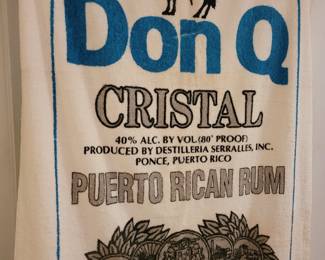 Don Q
CRISTAL
40% ALC. BY VOL.(80° PROOF)
PRODUCED BY DESTILLERIA SERRALLES, INC.
PONCE, PUERTO RICO
PUERTO RICAN RUM